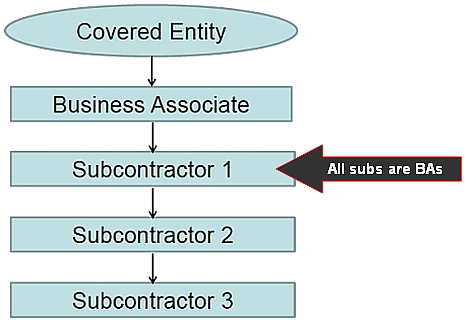 Covered Entity
Business Associate
Subcontractor 1
All subs are BAs
Subcontractor 2
Subcontractor 3